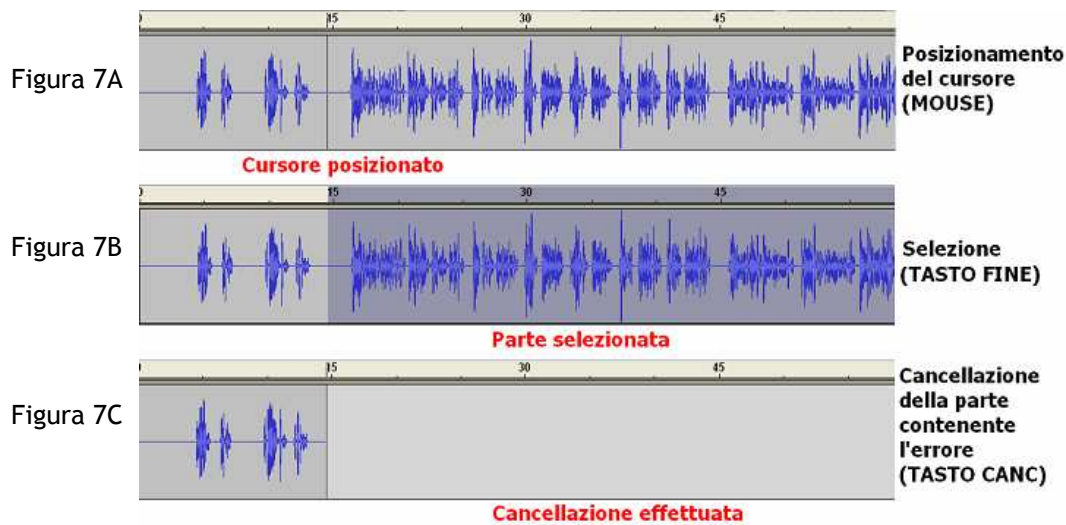 0 15 30 45
Figura 7A
Posizionamento
del cursore
(MOUSE)
Cursore posizionato
15 30 45
Figura 7B
Selezione
(TASTO FINE)
Parte selezionata
15 30 45
Figura 7C
Cancellazione
della parte
contenente
l'errore
(TASTO CANC)
Cancellazione effettuata